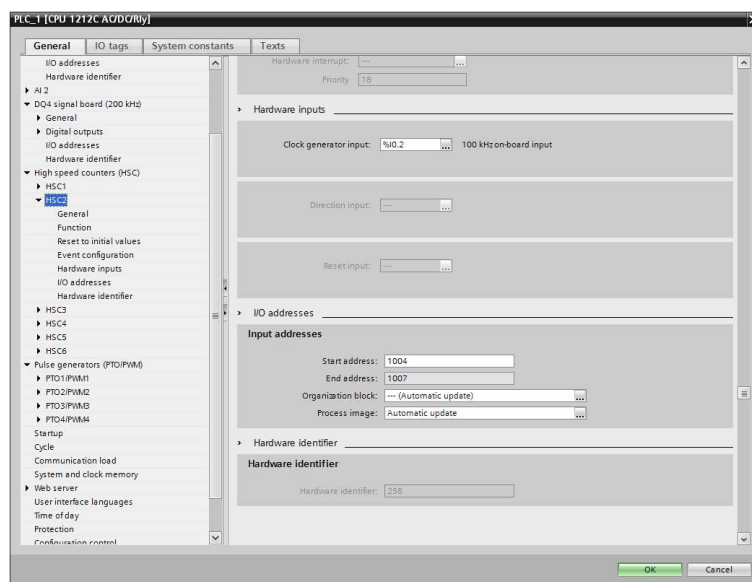 PLC_1 [CPU 1212C AC/DC/Rly]
General IO tags System constants Texts
I/O addresses
Hardware identifier
AI 2
DQ4 signal board (200 kHz)
General
Digital outputs
I/O addresses
Hardware identifier
High speed counters (HSC)
HSC1
HSC2
General
Function
Reset to initial values
Event configuration
Hardware inputs
I/O addresses
Hardware identifier
HSC3
HSC4
HSC5
HSC6
Pulse generators (PTO/PWM)
PTO1/PWM1
PTO2/PWM2
PTO3/PWM3
PTO4/PWM4
Startup
Cycle
Communication load
System and clock memory
Web server
User interface languages
Time of day
Protection
Configuration control
Hardware interrupt: --- ...
Priority 18
Hardware inputs
Clock generator input: %I0.2 ... 100 kHz on-board input
Direction input: --- ...
Reset input: --- ...
I/O addresses
Input addresses
Start address: 1004
End address: 1007
Organization block: --- (Automatic update) ...
Process image: Automatic update ...
Hardware identifier
Hardware identifier
Hardware identifier: 258
OK Cancel